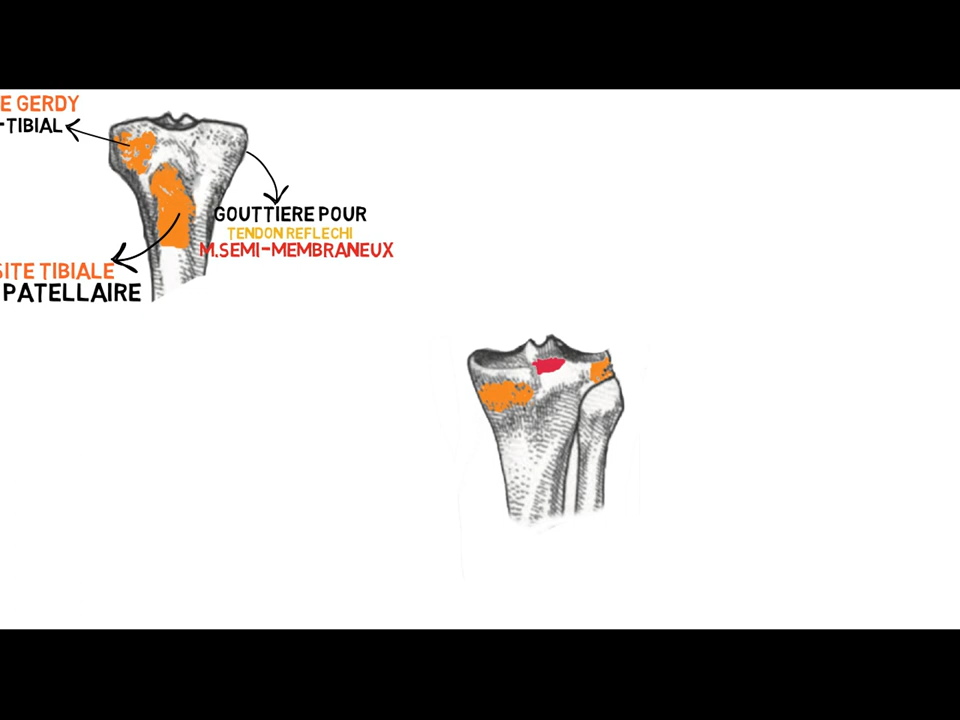 E GERDY
-TIBIAL
GOUTTIERE POUR
TENDON REFLECHI
M.SEMI-MEMBRANEUX
SITE TIBIALE
PATELLAIRE